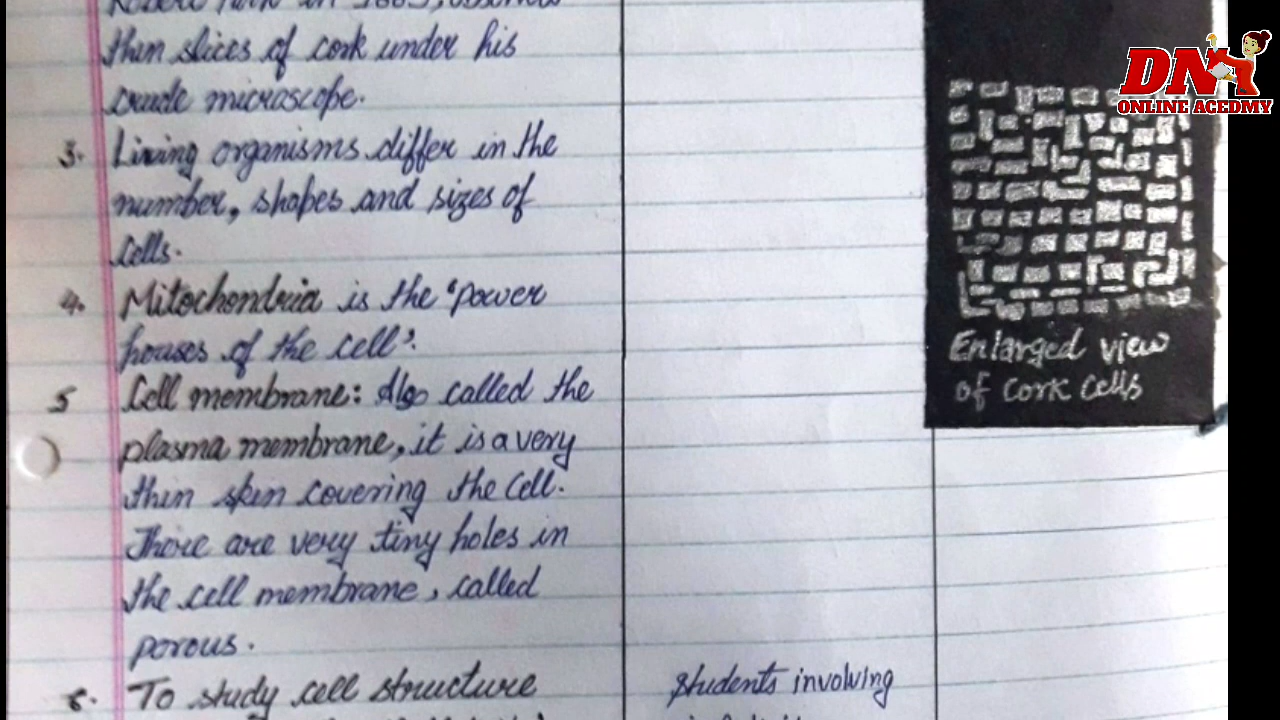 thin slices of cork under his
crude microscope.
3. Living organisms differ in the
number, shapes and sizes of
cells.
4. Mitochondria is the "power
houses of the cell".
5 Cell membrane: Also called the
plasma membrane, it is a very
thin skin covering the Cell.
There are very tiny holes in
the cell membrane, called
porous.
6. To study cell structure
students involving
Enlarged view
of cork cells
DNA
ONLINE ACEDMY